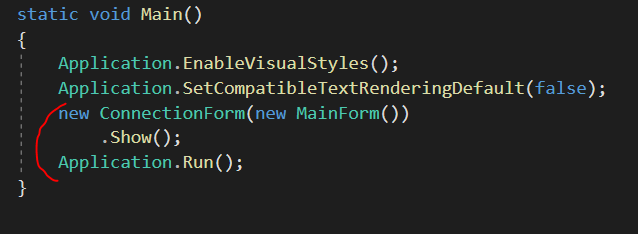 static void Main()
{
    Application.EnableVisualStyles();
    Application.SetCompatibleTextRenderingDefault(false);
    new ConnectionForm(new MainForm())
        .Show();
    Application.Run();
}